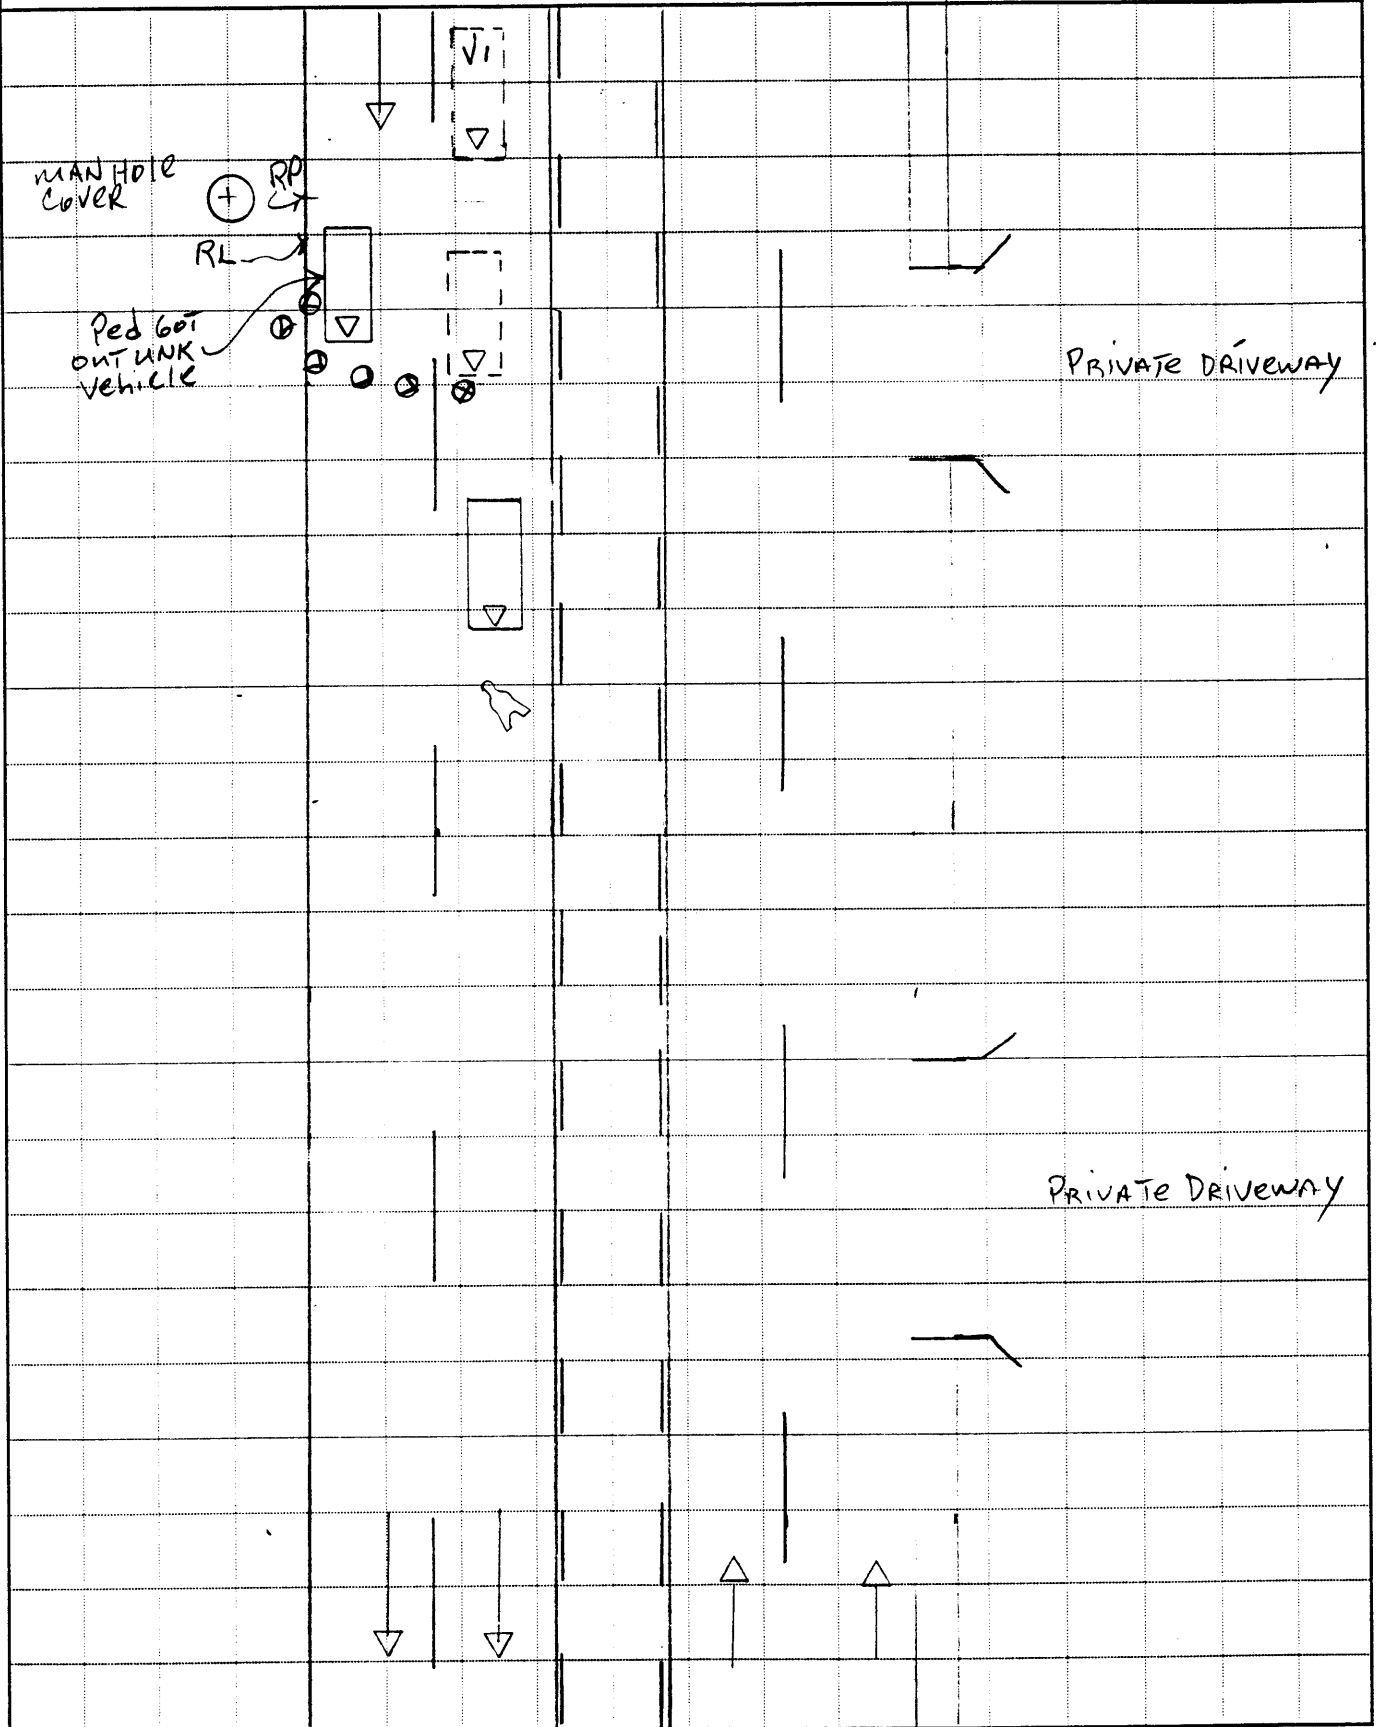 V1
MANHOLE
COVER
RP
RL
Ped GOT
OUT UNK
Vehicle
PRIVATE DRIVEWAY
PRIVATE DRIVEWAY